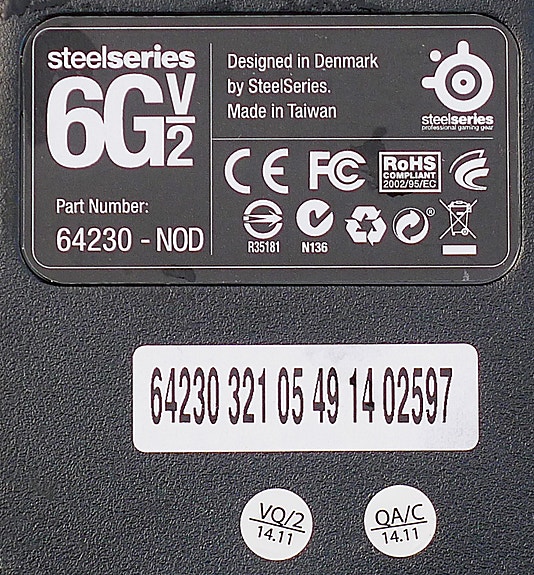 steelseries
6GV/2
Part Number:
64230 - NOD
Designed in Denmark
by SteelSeries.
Made in Taiwan
steelseries
professional gaming gear
CE FC
RoHS
COMPLIANT
2002/95/EC
R35181
N136
®
64230 321 05 49 14 02597
VQ/2
14.11
QA/C
14.11